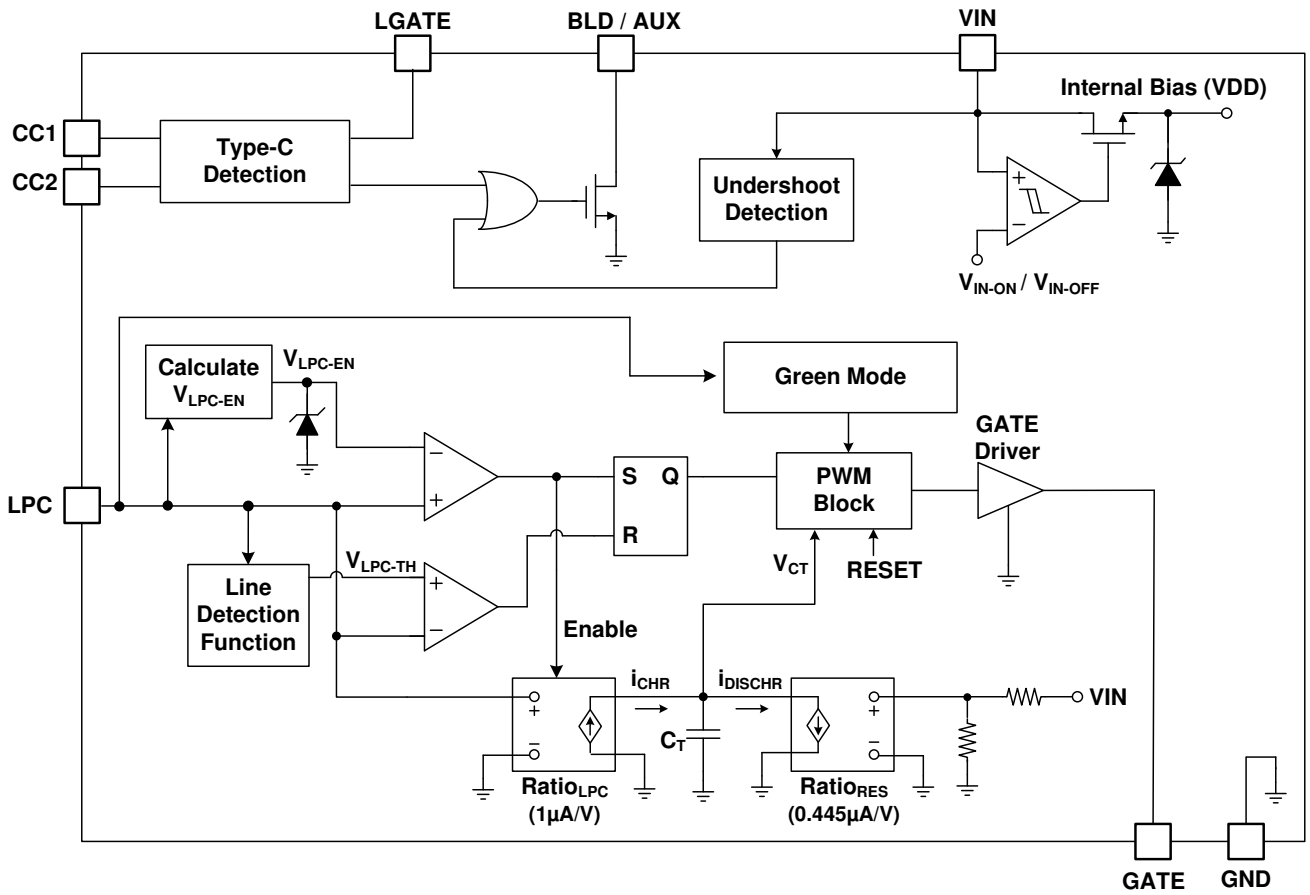 LGATE
BLD / AUX
VIN
Internal Bias (VDD)
CC1
CC2
Type-C
Detection
Undershoot
Detection
+
−
VIN-ON / VIN-OFF
Calculate
VLPC-EN
VLPC-EN
Green Mode
GATE
Driver
−
+
S Q
R
PWM
Block
LPC
VLPC-TH
+
−
VCT
RESET
Line
Detection
Function
Enable
iCHR
iDISCHR
+
−
CT
+
−
VIN
RatioLPC
(1µA/V)
RatioRES
(0.445µA/V)
GATE
GND